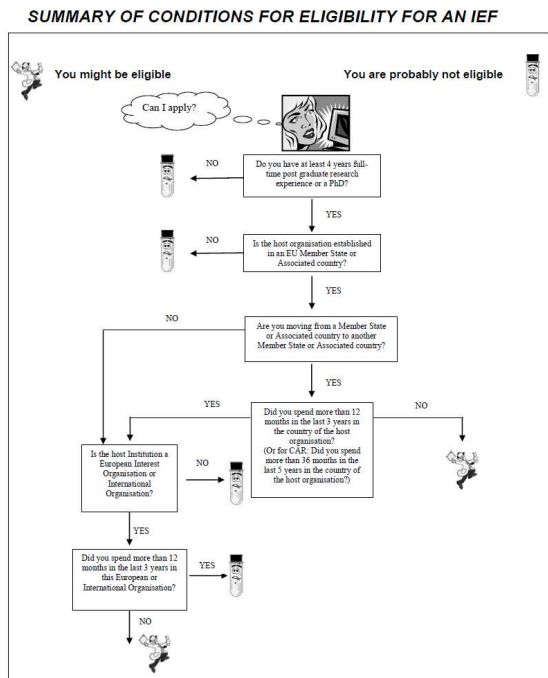 SUMMARY OF CONDITIONS FOR ELIGIBILITY FOR AN IEF
You might be eligible
You are probably not eligible
Can I apply?
NO
Do you have at least 4 years full-
time post graduate research
experience or a PhD?
YES
NO
Is the host organisation established
in an EU Member State or
Associated country?
YES
NO
Are you moving from a Member State
or Associated country to another
Member State or Associated country?
YES
YES
Did you spend more than 12
months in the last 3 years in
the country of the host
organisation?
(Or for CAR: Did you spend
more than 36 months in the
last 5 years in the country of
the host organisation?)
NO
Is the host Institution a
European Interest
Organisation or
International
Organisation?
NO
YES
Did you spend more than 12
months in the last 3 years in
this European or
International Organisation?
YES
NO